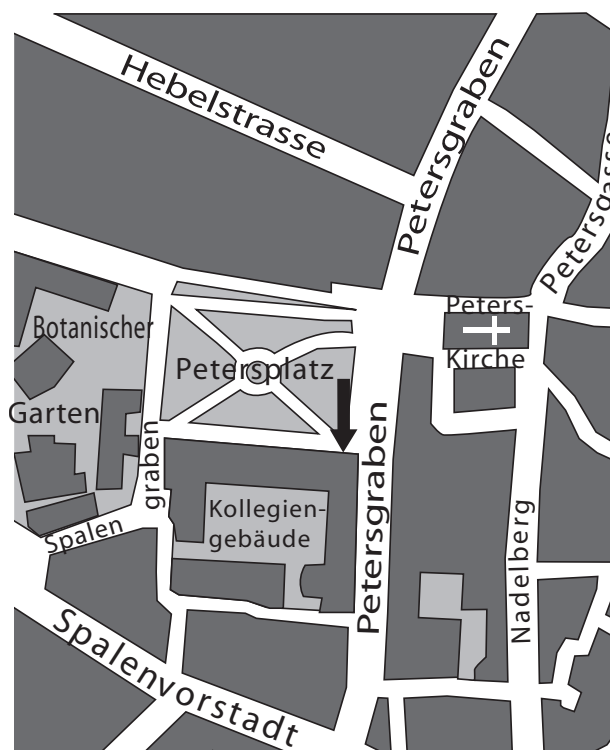 Hebelstrasse
Petersgraben
Petersgasse
Peters-
Kirche
Botanischer
Garten
Petersplatz
Spalen
graben
Kollegien-
gebäude
Petersgraben
Nadelberg
Spalenvorstadt